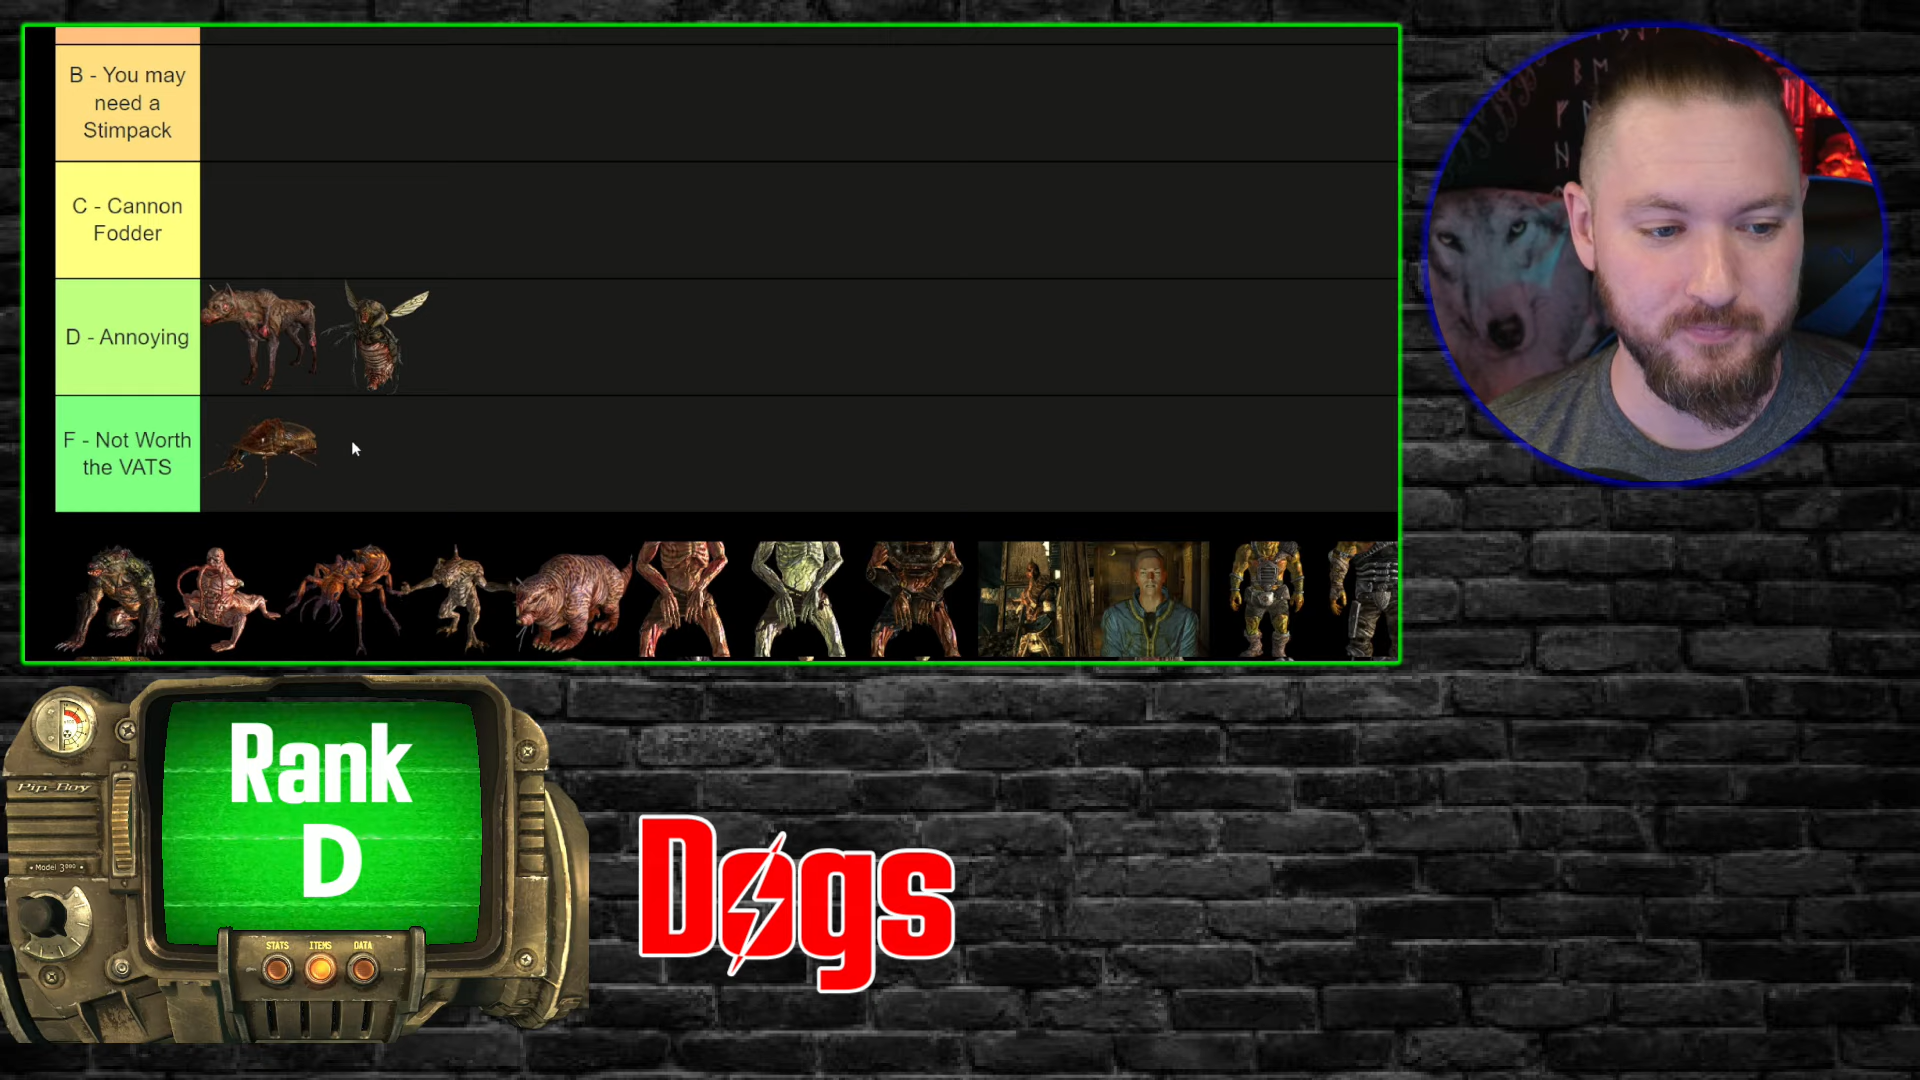 B - You may
need a
Stimpack
C - Cannon
Fodder
D - Annoying
F - Not Worth
the VATS
Rank
D
Pip-Boy
Model 3000
STATS ITEMS DATA
Dogs